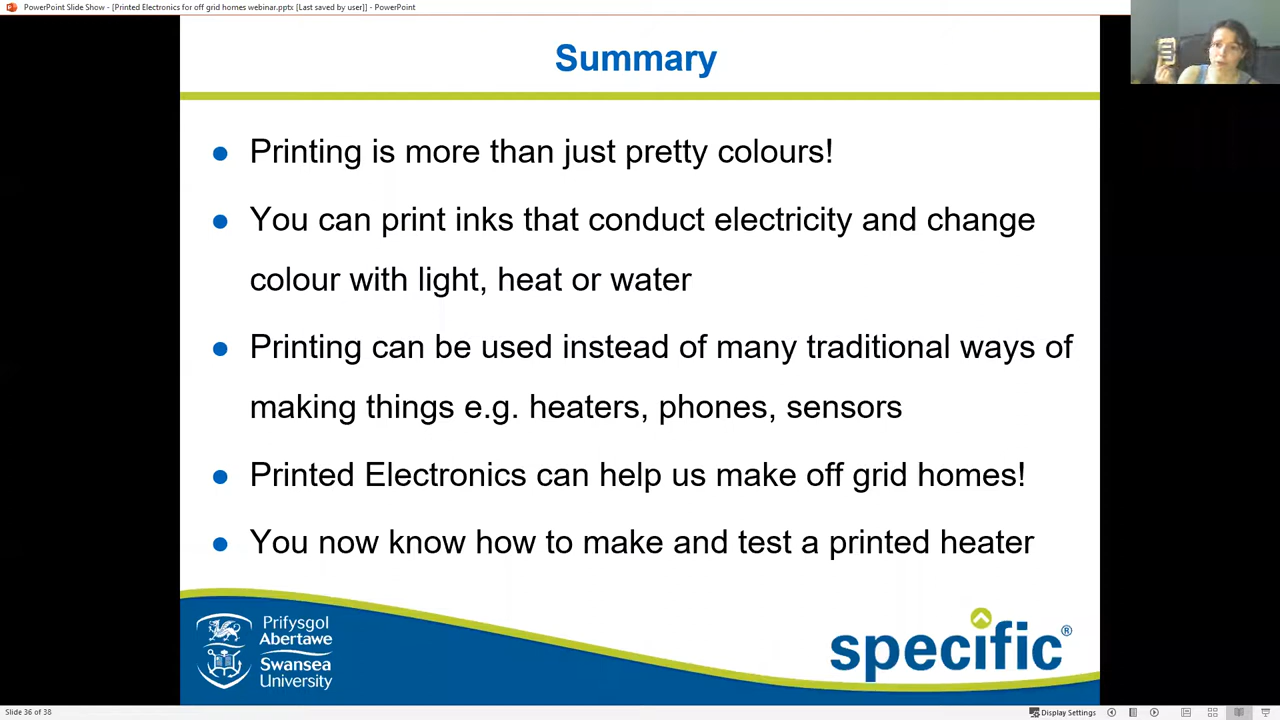 PowerPoint Slide Show - [Printed Electronics for off grid homes webinar.pptx [Last saved by user]] - PowerPoint
Summary
Printing is more than just pretty colours!
You can print inks that conduct electricity and change
colour with light, heat or water
Printing can be used instead of many traditional ways of
making things e.g. heaters, phones, sensors
Printed Electronics can help us make off grid homes!
You now know how to make and test a printed heater
Prifysgol
Abertawe
Swansea
University
specific®
Slide 36 of 38
Display Settings